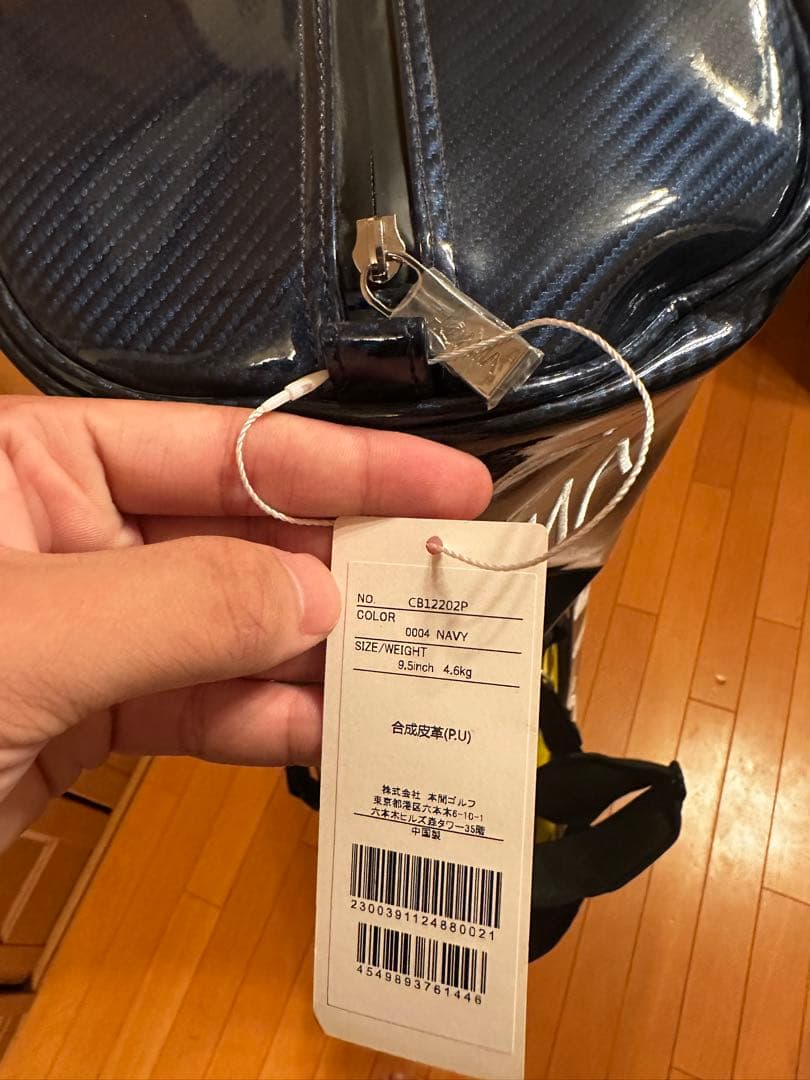 NO. CB12202P
COLOR
0004 NAVY
SIZE/WEIGHT
9.5inch 4.6kg
合成皮革(P.U)
株式会社 本間ゴルフ
東京都港区六本木6-10-1
六本木ヒルズ森タワー35階
中国製
2300391124880021
4549893761446